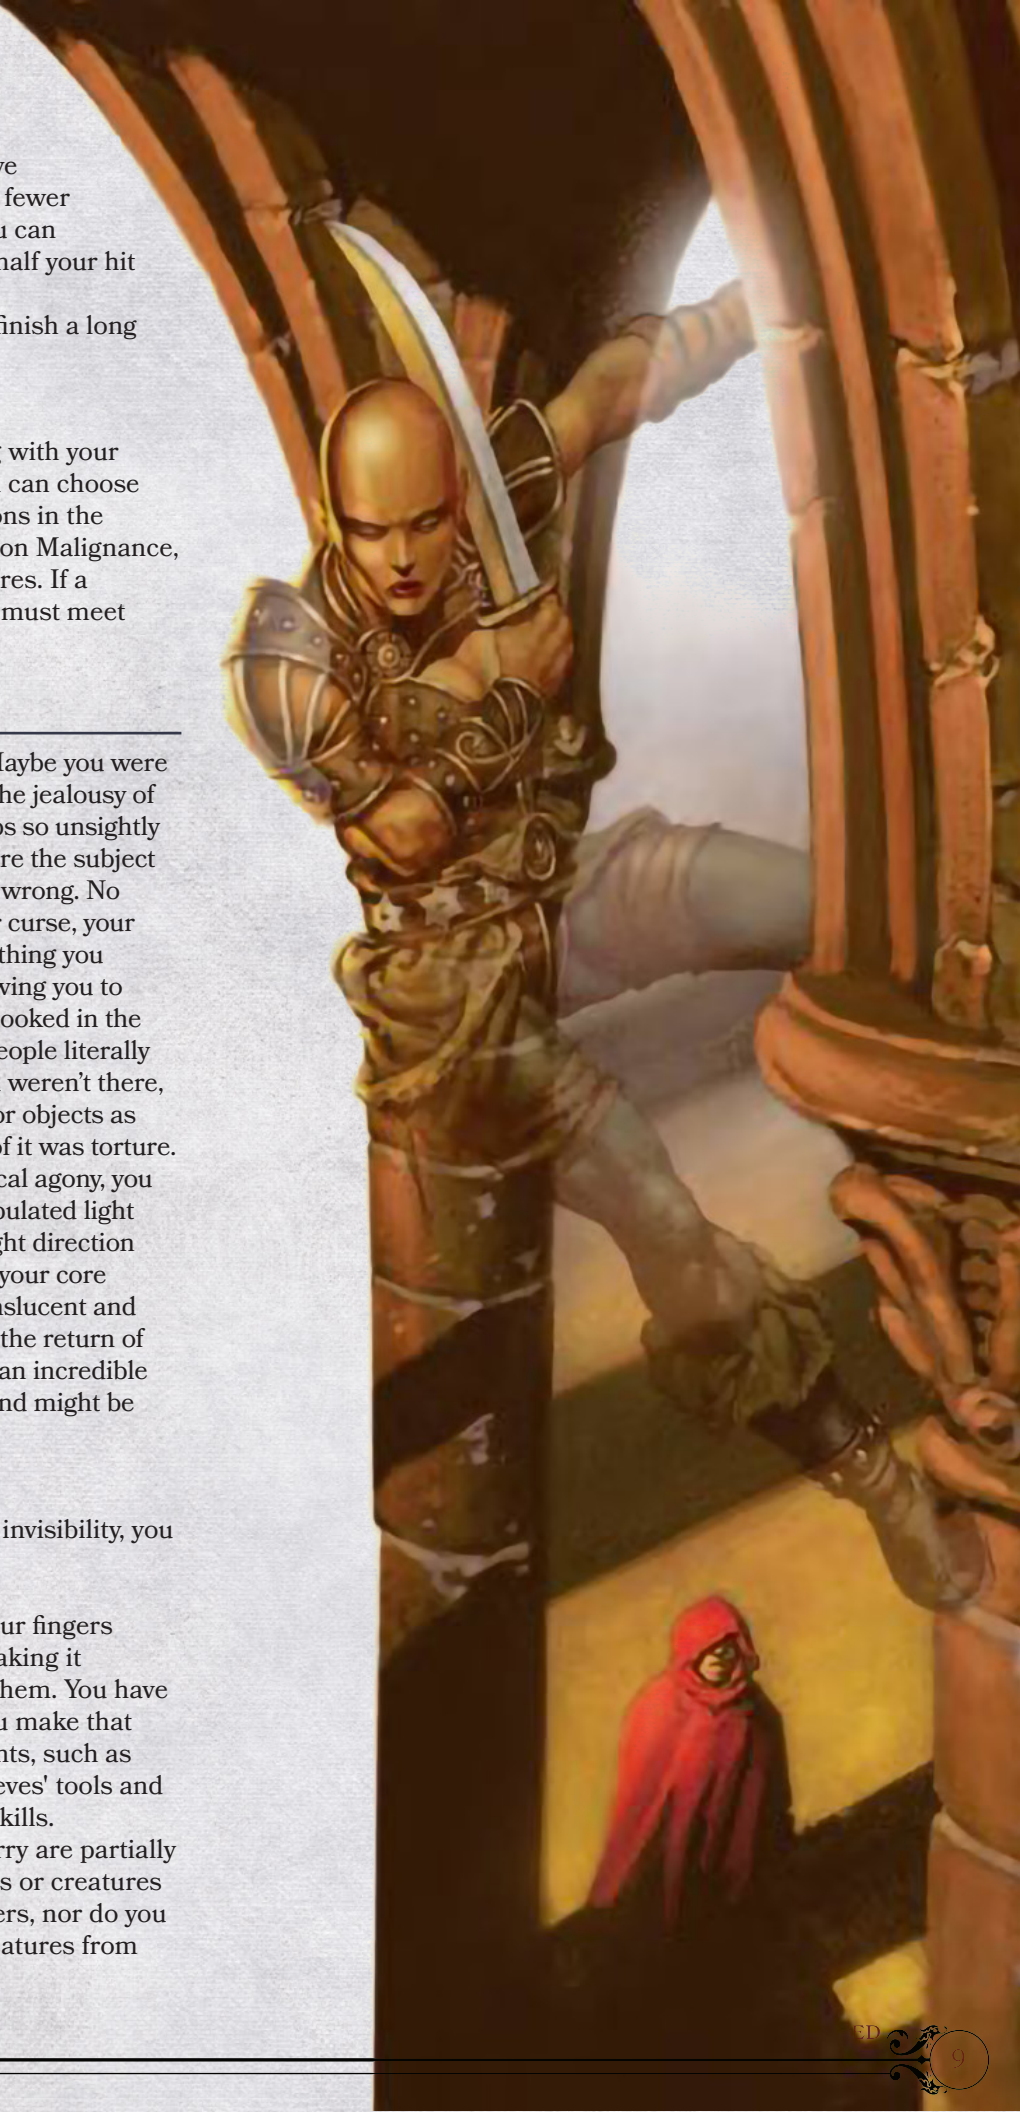 ve
fewer
u can
half your hit
finish a long
g with your
can choose
ons in the
on Malignance,
res. If a
must meet
Maybe you were
he jealousy of
ps so unsightly
re the subject
wrong. No
r curse, your
thing you
ving you to
ooked in the
eople literally
weren't there,
or objects as
of it was torture.
cal agony, you
pulated light
ght direction
your core
nslucent and
the return of
an incredible
nd might be
invisibility, you
ur fingers
aking it
hem. You have
u make that
nts, such as
eves' tools and
kills.
rry are partially
s or creatures
ers, nor do you
atures from
ED
9